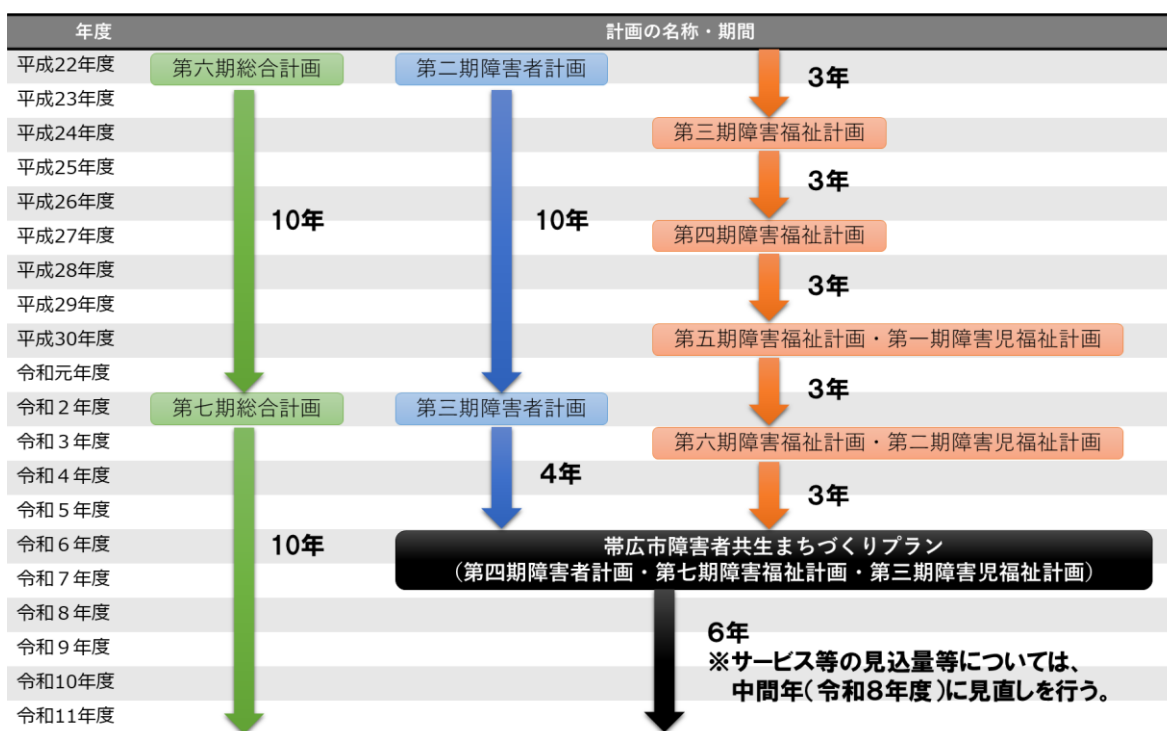 年度 計画の名称・期間
平成22年度 第六期総合計画 第二期障害者計画 3年
平成23年度
平成24年度 第三期障害福祉計画
平成25年度 3年
平成26年度
平成27年度 10年 10年 第四期障害福祉計画
平成28年度
平成29年度 3年
平成30年度 第五期障害福祉計画・第一期障害児福祉計画
令和元年度 3年
令和2年度 第七期総合計画 第三期障害者計画
令和3年度 第六期障害福祉計画・第二期障害児福祉計画
令和4年度 4年
令和5年度 3年
令和6年度 10年 帯広市障害者共生まちづくりプラン
令和7年度 (第四期障害者計画・第七期障害福祉計画・第三期障害児福祉計画)
令和8年度
令和9年度 6年
※サービス等の見込量等については、
令和10年度 中間年(令和8年度)に見直しを行う。
令和11年度